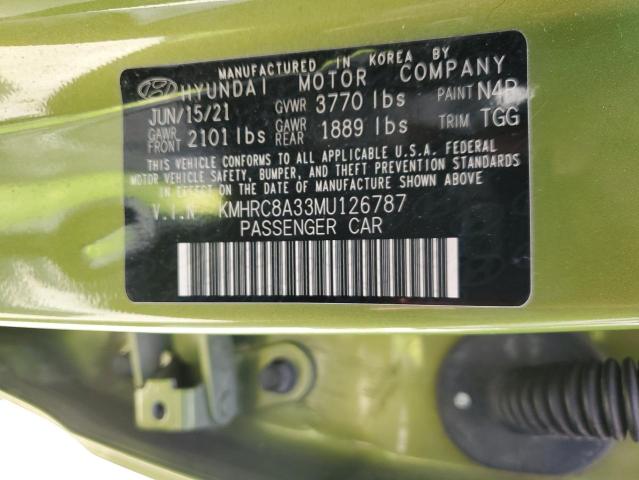 MANUFACTURED IN KOREA BY
HYUNDAI MOTOR COMPANY
JUN/15/21 GVWR 3770 lbs PAINT N4P
GAWR FRONT 2101 lbs GAWR REAR 1889 lbs TRIM TGG
THIS VEHICLE CONFORMS TO ALL APPLICABLE U.S.A. FEDERAL
MOTOR VEHICLE SAFETY, BUMPER, AND THEFT PREVENTION STANDARDS
IN EFFECT ON THE DATE OF MANUFACTURE SHOWN ABOVE.
V.I.N KMHRC8A33MU126787
PASSENGER CAR